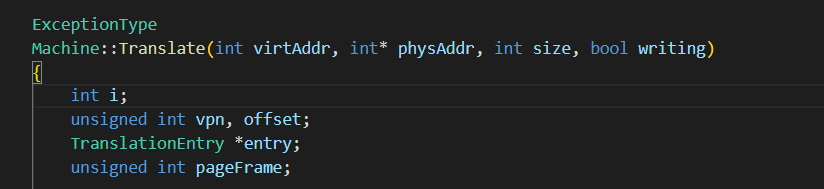 ExceptionType
Machine::Translate(int virtAddr, int* physAddr, int size, bool writing)
{
    int i;
    unsigned int vpn, offset;
    TranslationEntry *entry;
    unsigned int pageFrame;